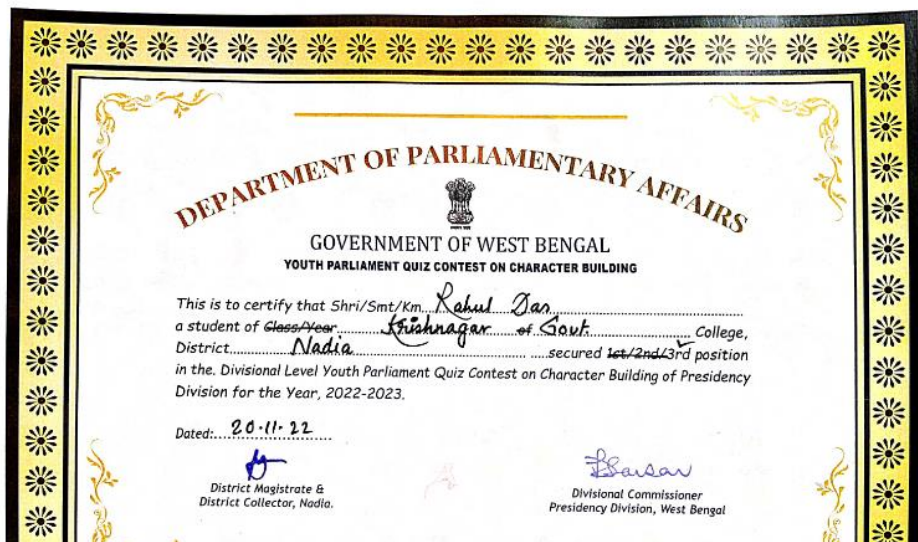 DEPARTMENT OF PARLIAMENTARY AFFAIRS
GOVERNMENT OF WEST BENGAL
YOUTH PARLIAMENT QUIZ CONTEST ON CHARACTER BUILDING
This is to certify that Shri/Smt/Km. Rahul Das
a student of Class/Year Krishnagar of Govt. College,
District Nadia secured 1st/2nd/3rd position
in the. Divisional Level Youth Parliament Quiz Contest on Character Building of Presidency
Division for the Year, 2022-2023.
Dated: 20.11.22
District Magistrate &
District Collector, Nadia.
Divisional Commissioner
Presidency Division, West Bengal